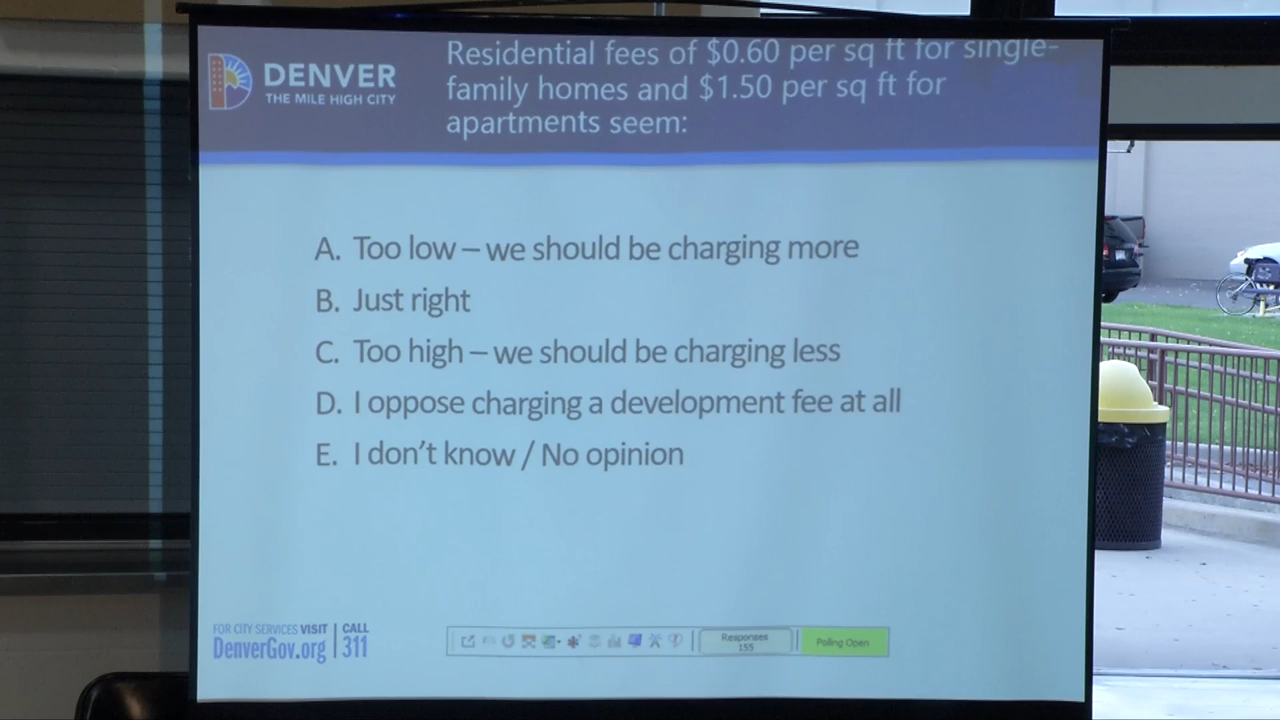 DENVER
THE MILE HIGH CITY
Residential fees of $0.60 per sq ft for single-
family homes and $1.50 per sq ft for
apartments seem:
A. Too low – we should be charging more
B. Just right
C. Too high – we should be charging less
D. I oppose charging a development fee at all
E. I don't know / No opinion
FOR CITY SERVICES VISIT | CALL
DenverGov.org | 311
Responses
155
Polling Open